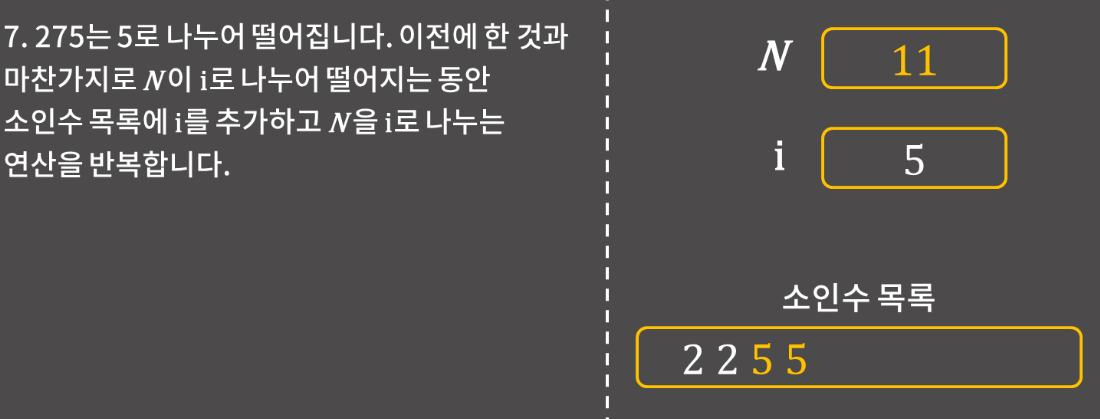 7. 275는 5로 나누어 떨어집니다. 이전에 한 것과
마찬가지로 N이 i로 나누어 떨어지는 동안
소인수 목록에 i를 추가하고 N을 i로 나누는
연산을 반복합니다.
N 11
i 5
소인수 목록
2 2 5 5